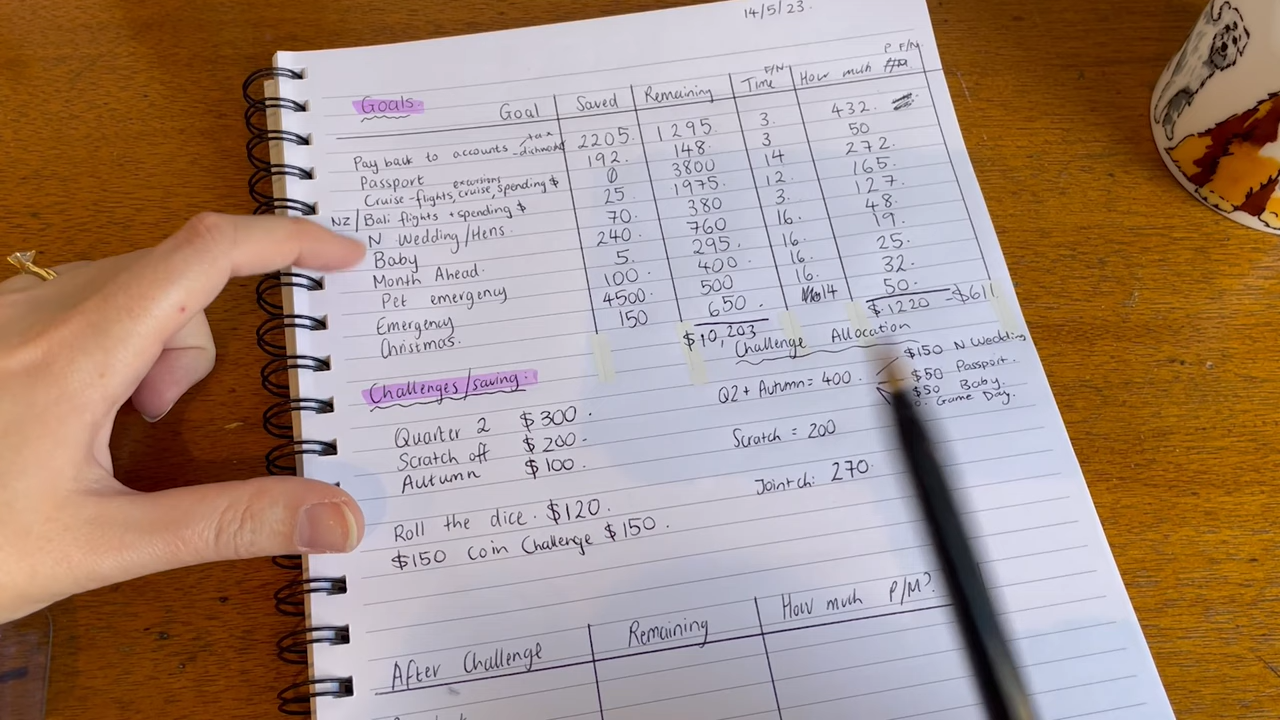 14/5/23.
Goals. Goal Saved Remaining Time F/N How much P F/N
Pay back to accounts tax 2205. 1295. 3. 432.
Passport 192. 148. 3 50
Cruise - flights, excursions cruise, spending $ 0 3800 14 272.
NZ/Bali flights + spending $ 25 1975. 12. 165.
N Wedding/Hens. 70. 380 3. 127.
Baby 240. 760 16. 48.
Month Ahead. 5. 295. 16. 19.
Pet emergency 100. 400 16. 25.
Emergency 4500. 500 16. 32.
Christmas. 150 650. 14 50.
$10,203 $1220 = $611
Challenge Allocation
Challenges/saving:
Quarter 2 $300.
Scratch off $200.
Autumn $100.
Roll the dice. $120.
$150 Coin Challenge $150.
Q2 + Autumn = 400.
$150 N Wedding
$50 Passport.
$50 Baby.
Game Day.
Scratch = 200
Joint ch: 270.
After Challenge Remaining How much P/M?